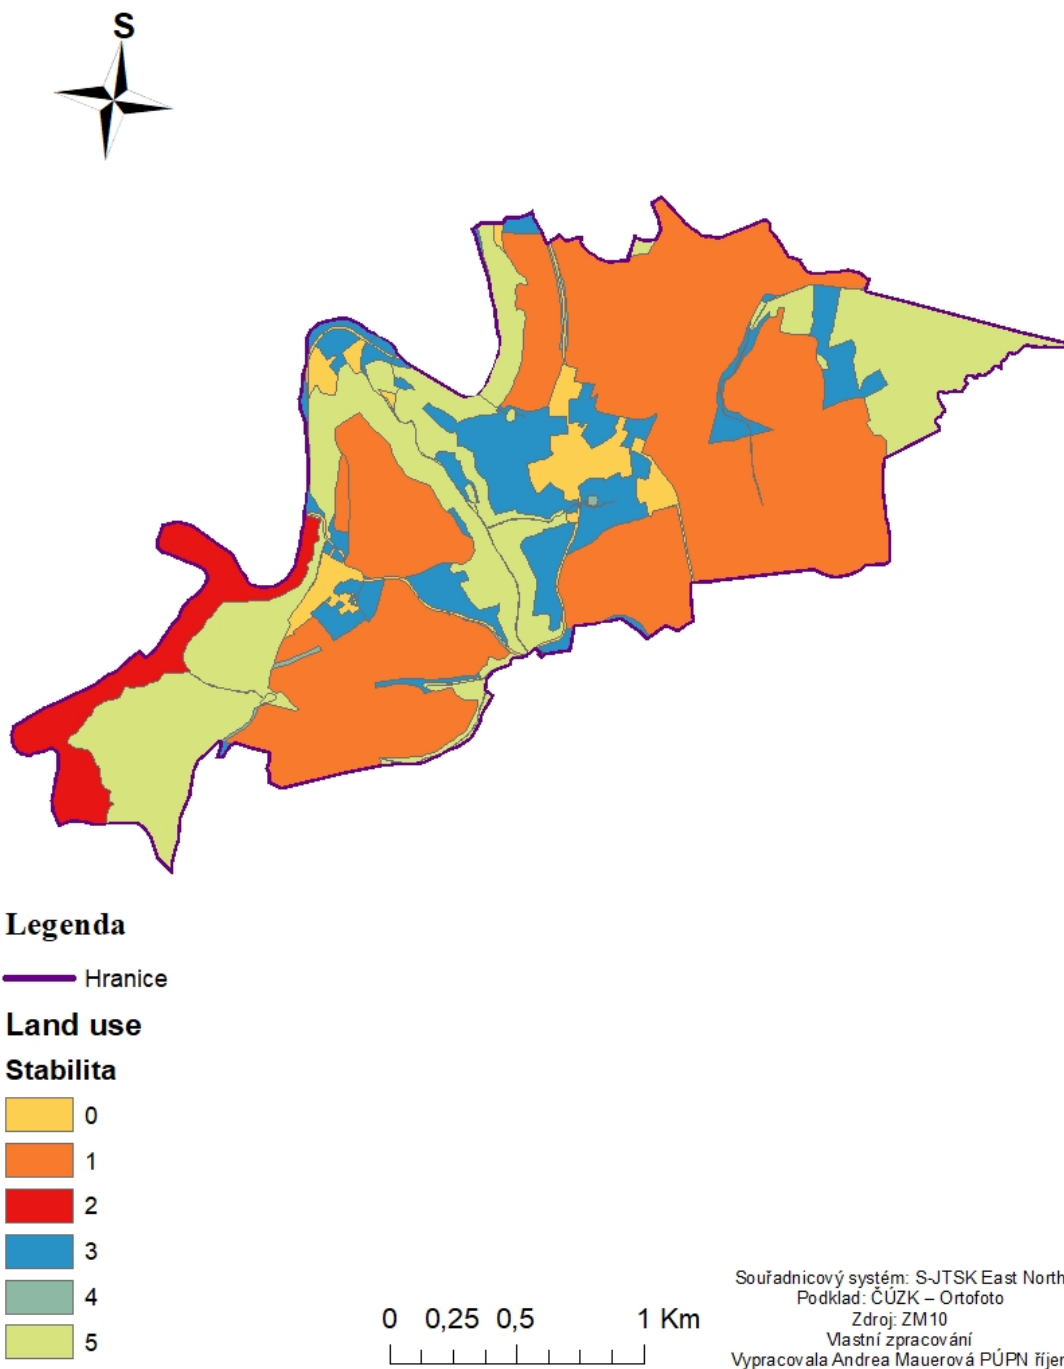 S
Legenda
Hranice
Land use
Stabilita
0
1
2
3
4
5
0 0,25 0,5 1 Km
Souřadnicový systém: S-JTSK East North
Podklad: ČÚZK – Ortofoto
Zdroj: ZM10
Vlastní zpracování
Vypracovala Andrea Mauerová PÚPN říjen